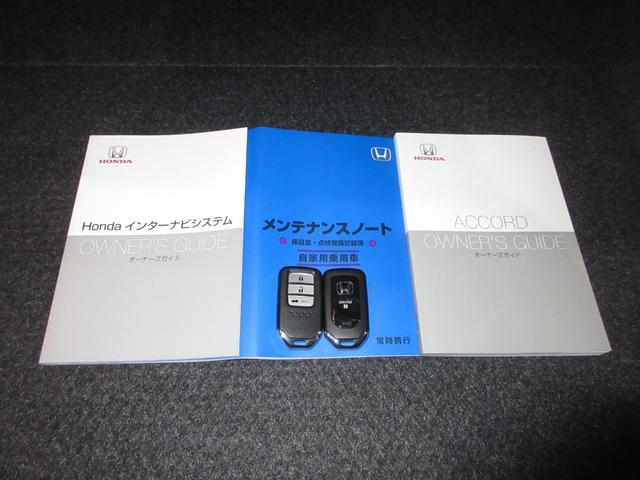 HONDA
Honda インターナビシステム
OWNER'S GUIDE
オーナーズガイド
メンテナンスノート
保証書・点検整備記録簿
自家用乗用車
常時携行
HOLD
DRIVER
HONDA
ACCORD
OWNER'S GUIDE
オーナーズガイド